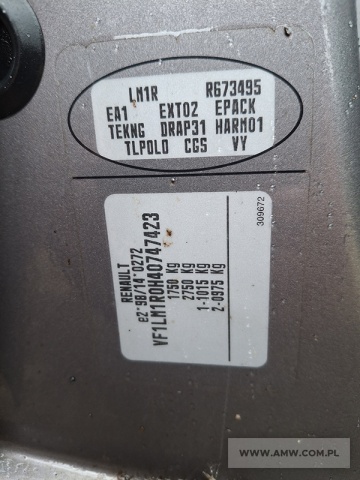 LN1R R673495
EA1 EXT02 EPACK
TEKNG DRAP31 HARM01
TLPOLO CGS VY
309672
RENAULT
e2*98/14*0272
VF1LM1R0H40747423
1750 Kg
2750 Kg
1-1015 Kg
2-0975 Kg
WWW.AMW.COM.PL